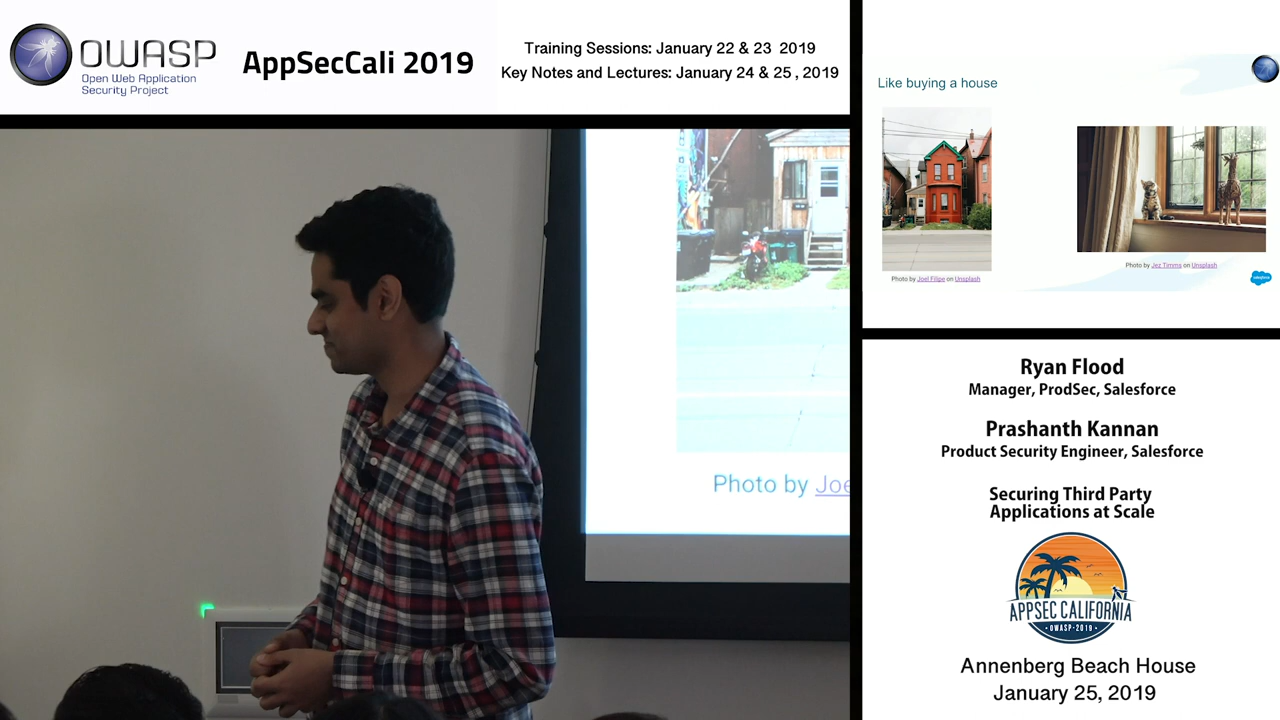 OWASP
Open Web Application
Security Project
AppSecCali 2019
Training Sessions: January 22 & 23 2019
Key Notes and Lectures: January 24 & 25 , 2019
Photo by Joe
Like buying a house
Photo by Joel Filipe on Unsplash
Photo by Jez Timms on Unsplash
salesforce
Ryan Flood
Manager, ProdSec, Salesforce
Prashanth Kannan
Product Security Engineer, Salesforce
Securing Third Party
Applications at Scale
APPSEC CALIFORNIA
• OWASP-2019 •
Annenberg Beach House
January 25, 2019